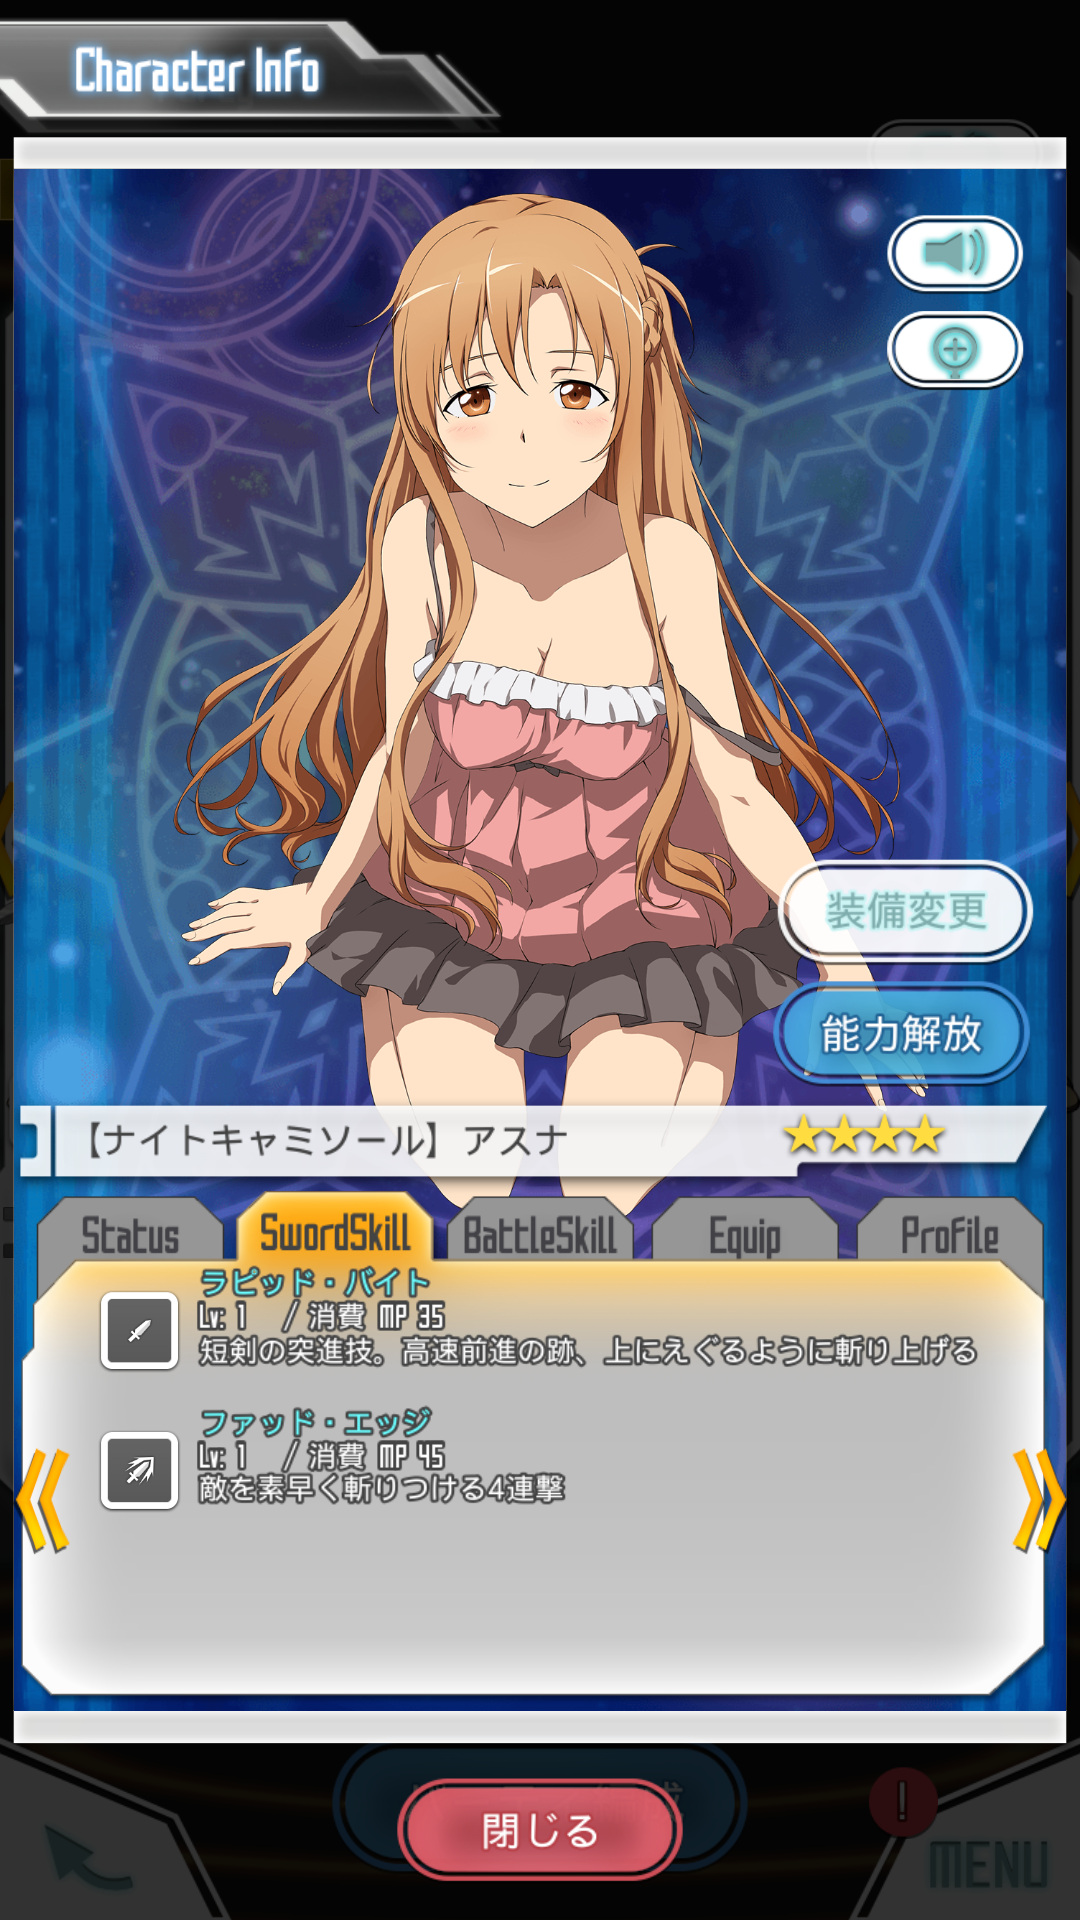 Character Info
装備変更
能力解放
【ナイトキャミソール】アスナ
★★★★
Status
SwordSkill
BattleSkill
Equip
Profile
ラピッド・バイト
Lv: 1 / 消費 MP 35
短剣の突進技。高速前進の跡、上にえぐるように斬り上げる
ファッド・エッジ
Lv: 1 / 消費 MP 45
敵を素早く斬りつける4連撃
閉じる
!
MENU